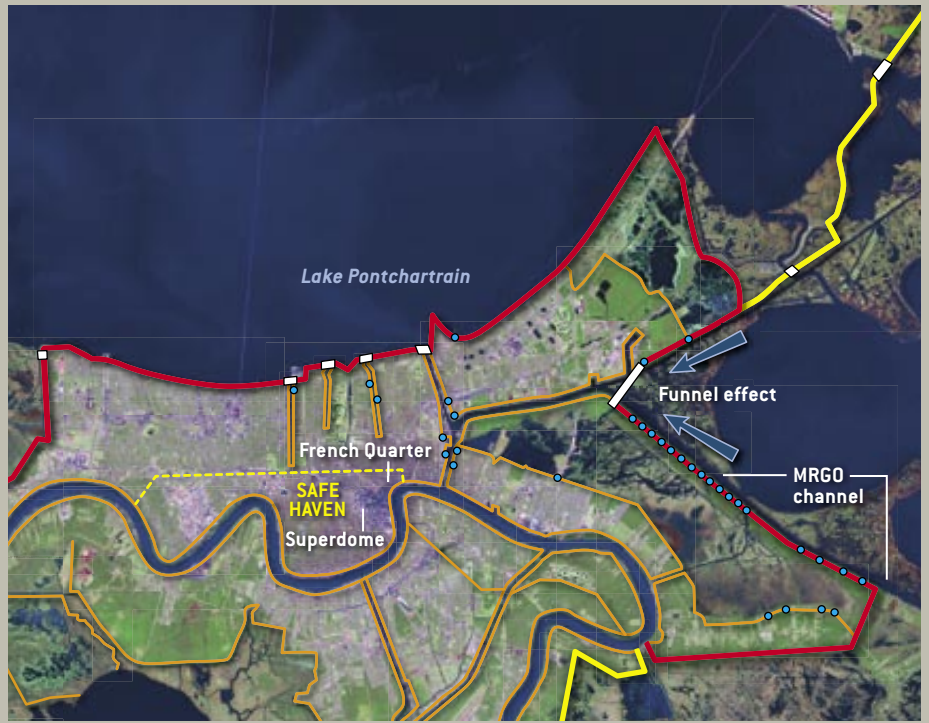 Lake Pontchartrain
Funnel effect
French Quarter
MRGO
channel
SAFE
HAVEN
Superdome